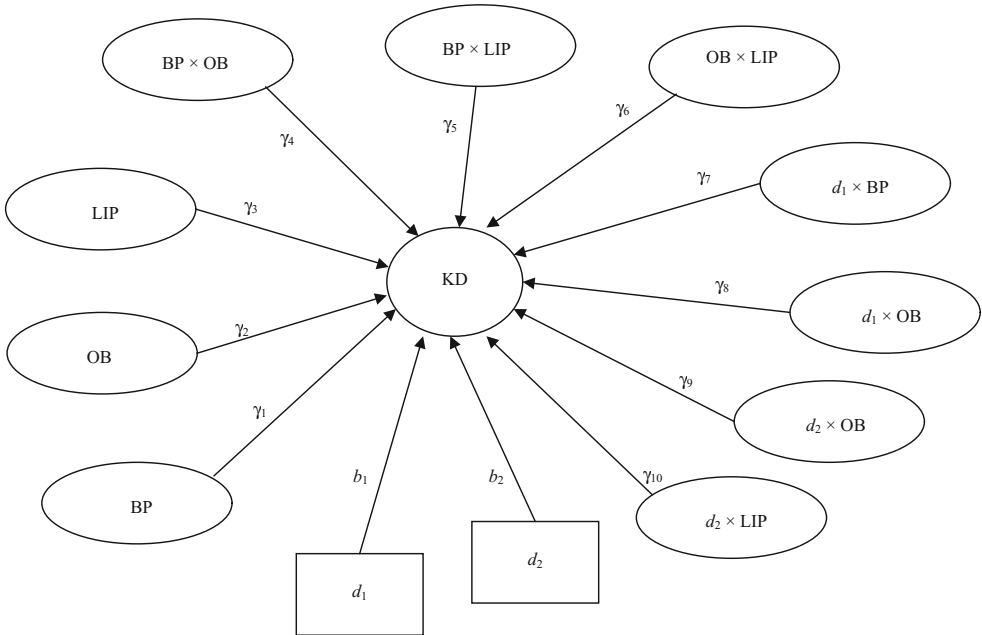 BP × OB
BP × LIP
OB × LIP
γ₄
γ₅
γ₆
γ₇
d₁ × BP
LIP
γ₃
KD
γ₈
d₁ × OB
OB
γ₂
γ₉
d₂ × OB
γ₁
BP
b₁
b₂
γ₁₀
d₂ × LIP
d₁
d₂